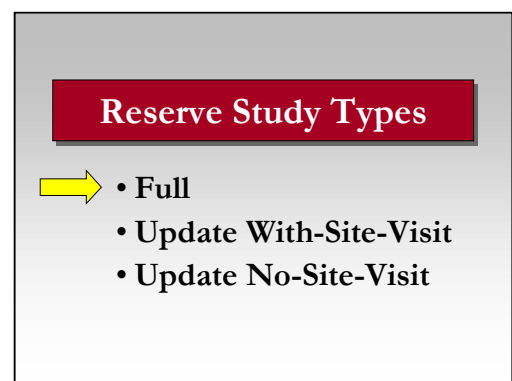 Reserve Study Types
• Full
• Update With-Site-Visit
• Update No-Site-Visit